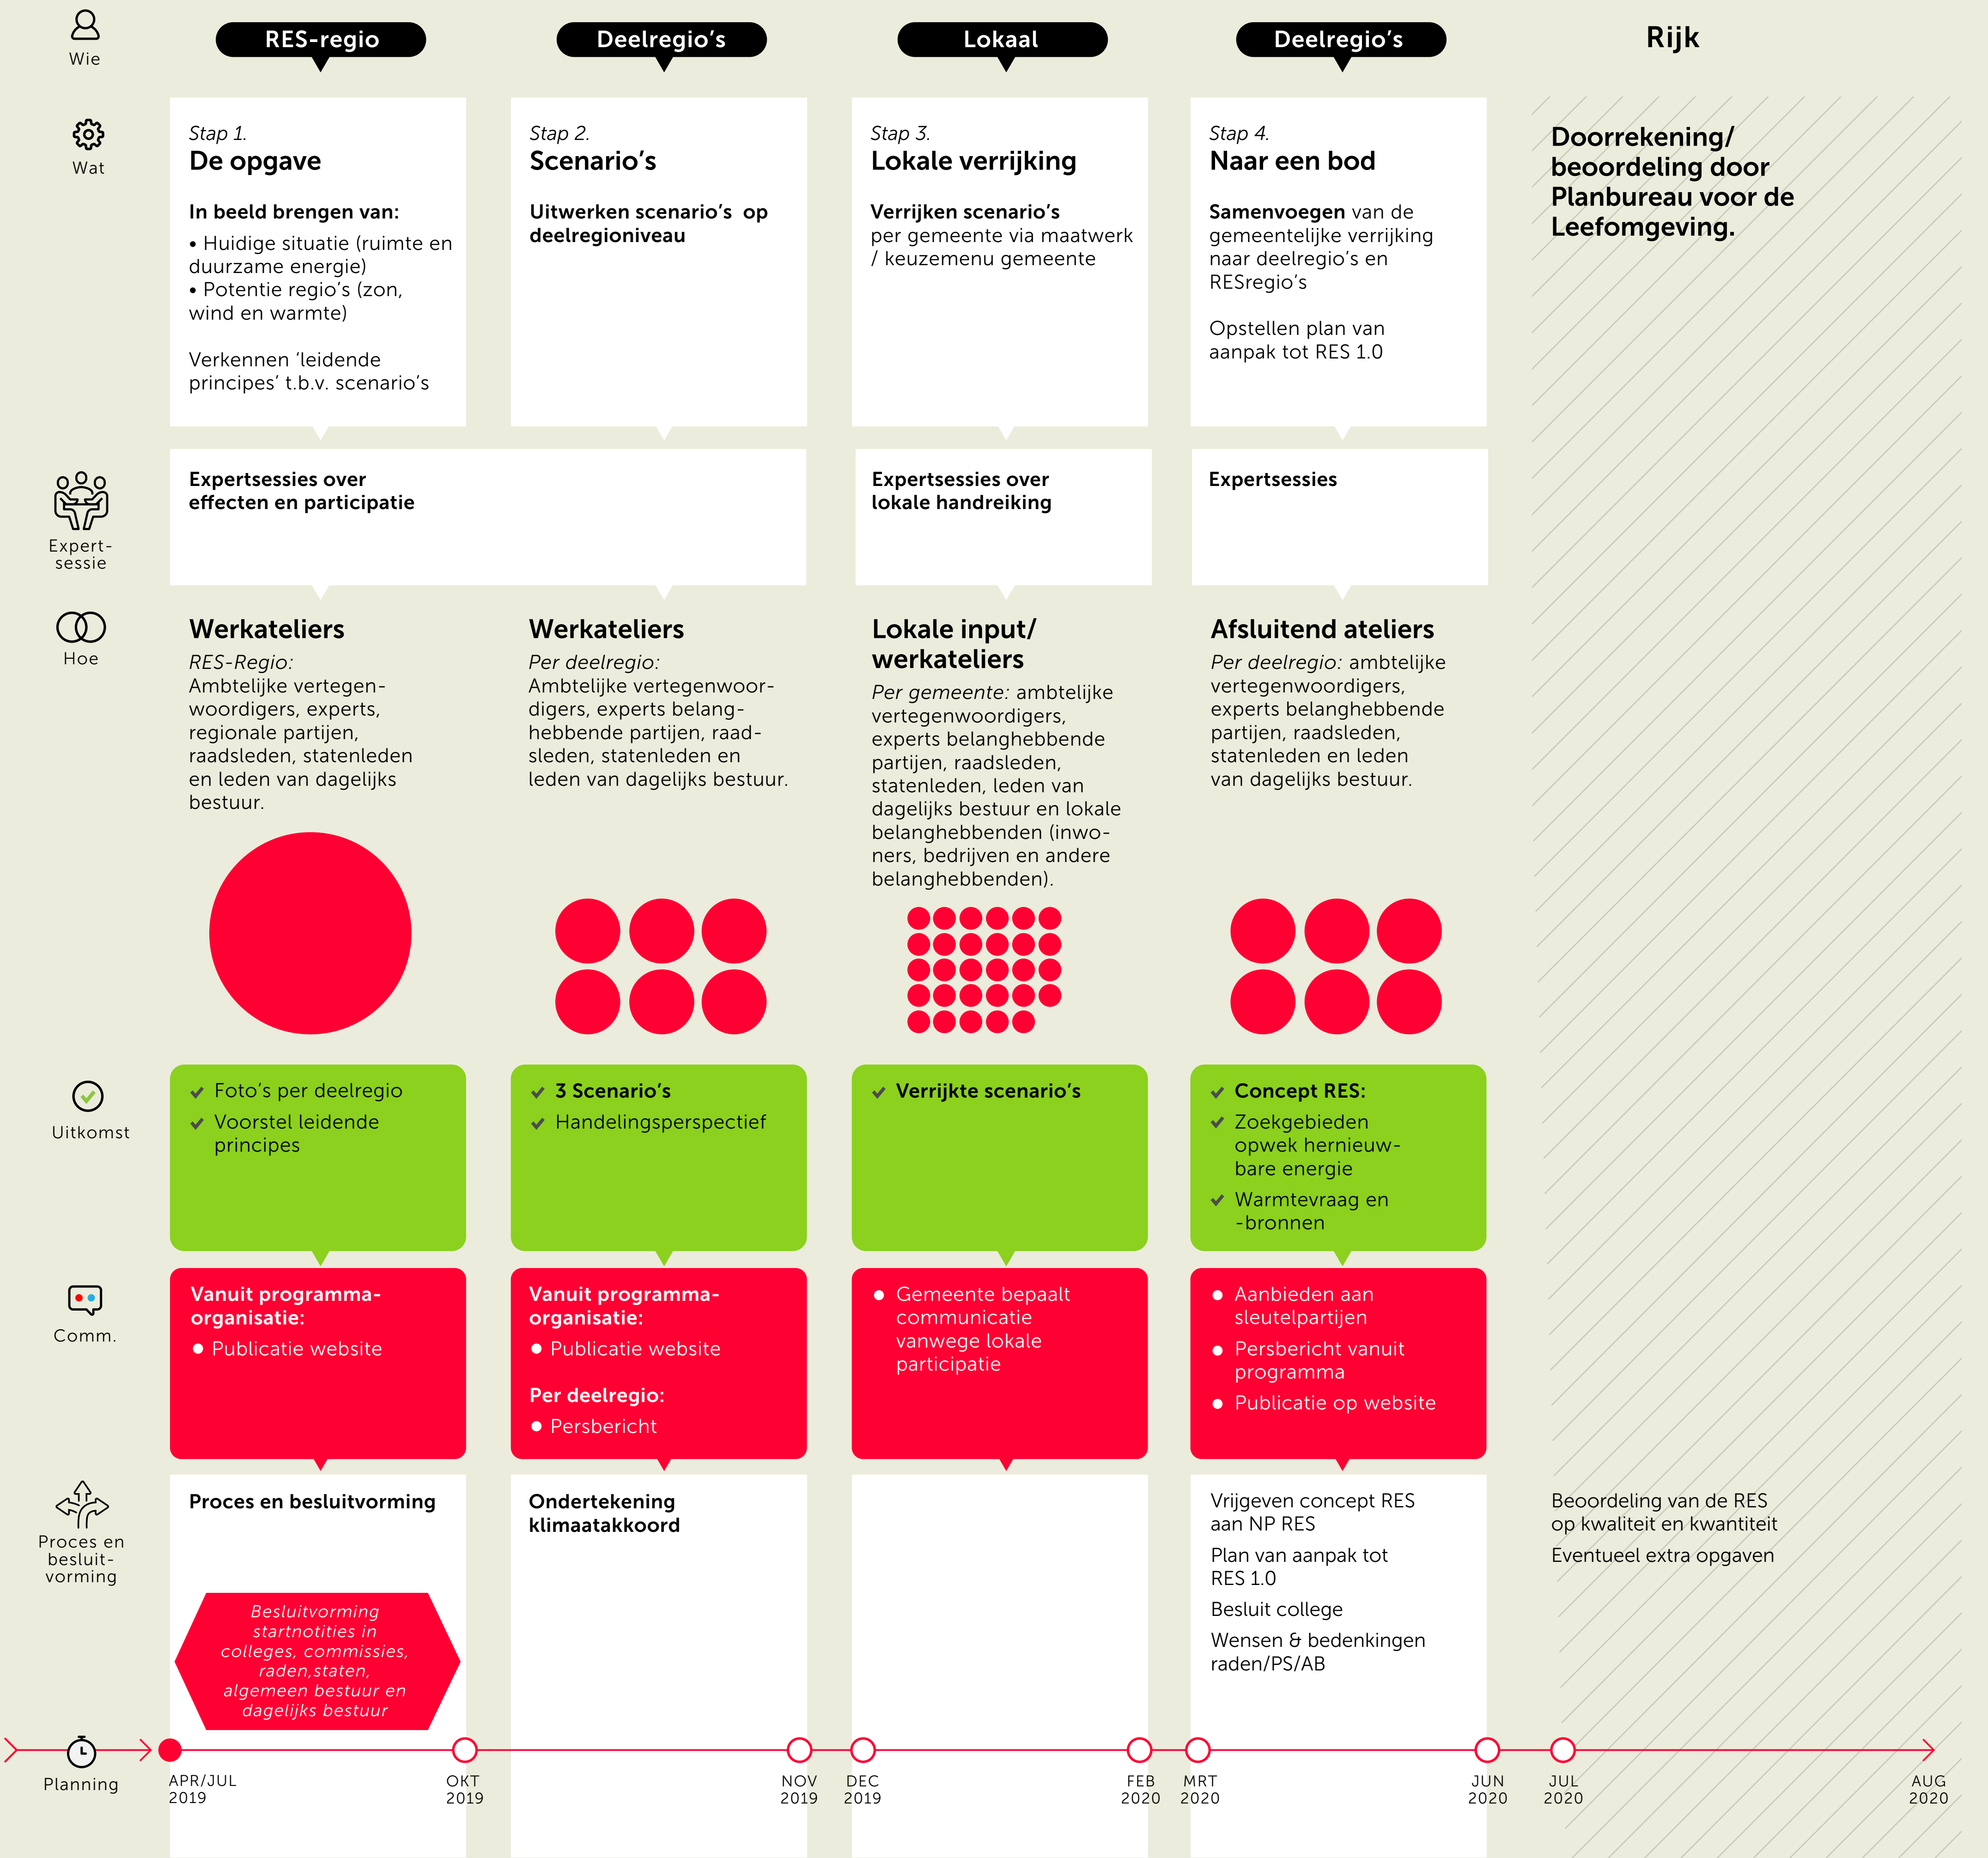 Wie
RES-regio
Deelregio's
Lokaal
Deelregio's
Rijk
Wat
Stap 1.
De opgave
In beeld brengen van:
• Huidige situatie (ruimte en
duurzame energie)
• Potentie regio's (zon,
wind en warmte)
Verkennen 'leidende
principes' t.b.v. scenario's
Stap 2.
Scenario's
Uitwerken scenario's op
deelregioniveau
Stap 3.
Lokale verrijking
Verrijken scenario's
per gemeente via maatwerk
/ keuzemenu gemeente
Stap 4.
Naar een bod
Samenvoegen van de
gemeentelijke verrijking
naar deelregio's en
RESregio's
Opstellen plan van
aanpak tot RES 1.0
Doorrekening/
beoordeling door
Planbureau voor de
Leefomgeving.
Expert-
sessie
Expertsessies over
effecten en participatie
Expertsessies over
lokale handreiking
Expertsessies
Hoe
Werkateliers
RES-Regio:
Ambtelijke vertegen-
woordigers, experts,
regionale partijen,
raadsleden, statenleden
en leden van dagelijks
bestuur.
Werkateliers
Per deelregio:
Ambtelijke vertegenwoor-
digers, experts belang-
hebbende partijen, raad-
sleden, statenleden en
leden van dagelijks bestuur.
Lokale input/
werkateliers
Per gemeente: ambtelijke
vertegenwoordigers,
experts belanghebbende
partijen, raadsleden,
statenleden, leden van
dagelijks bestuur en lokale
belanghebbenden (inwo-
ners, bedrijven en andere
belanghebbenden).
Afsluitend ateliers
Per deelregio: ambtelijke
vertegenwoordigers,
experts belanghebbende
partijen, raadsleden,
statenleden en leden
van dagelijks bestuur.
Uitkomst
Foto's per deelregio
Voorstel leidende
principes
3 Scenario's
Handelingsperspectief
Verrijkte scenario's
Concept RES:
Zoekgebieden
opwek hernieuw-
bare energie
Warmtevraag en
-bronnen
Comm.
Vanuit programma-
organisatie:
Publicatie website
Vanuit programma-
organisatie:
Publicatie website
Per deelregio:
Persbericht
Gemeente bepaalt
communicatie
vanwege lokale
participatie
Aanbieden aan
sleutelpartijen
Persbericht vanuit
programma
Publicatie op website
Proces en
besluit-
vorming
Proces en besluitvorming
Besluitvorming
startnotities in
colleges, commissies,
raden,staten,
algemeen bestuur en
dagelijks bestuur
Ondertekening
klimaatakkoord
Vrijgeven concept RES
aan NP RES
Plan van aanpak tot
RES 1.0
Besluit college
Wensen & bedenkingen
raden/PS/AB
Beoordeling van de RES
op kwaliteit en kwantiteit
Eventueel extra opgaven
Planning
APR/JUL
2019
OKT
2019
NOV
2019
DEC
2019
FEB
2020
MRT
2020
JUN
2020
JUL
2020
AUG
2020